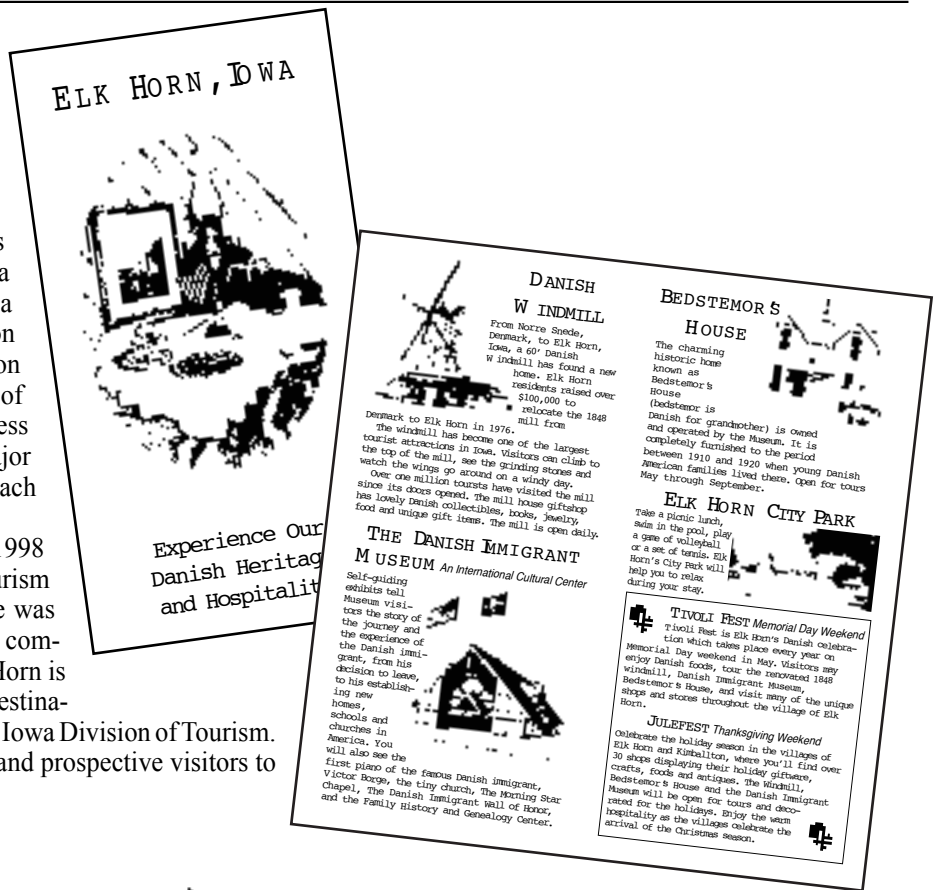 ELK HORN, IOWA
Experience Our
Danish Heritag
and Hospitalit
s
a
a
on
on
of
ess
jor
ach
1998
urism
e was
com-
Horn is
estina-
Iowa Division of Tourism.
and prospective visitors to
DANISH
WINDMILL
From Norre Snede,
Denmark, to Elk Horn,
Iowa, a 60' Danish
Windmill has found a new
home. Elk Horn
residents raised over
$100,000 to
relocate the 1848
mill from
Denmark to Elk Horn in 1976.
The windmill has become one of the largest
tourist attractions in Iowa. Visitors can climb to
the top of the mill, see the grinding stones and
watch the wings go around on a windy day.
Over one million toursts have visited the mill
since its doors opened. The mill house giftshop
has lovely Danish collectibles, books, jewelry,
food and unique gift items. The mill is open daily.
THE DANISH IMMIGRANT
MUSEUM An International Cultural Center
Self-guiding
exhibits tell
Museum visi-
tors the story of
the journey and
the experience of
the Danish immi-
grant, from his
decision to leave,
to his establish-
ing new
homes,
schools and
churches in
America. You
will also see the
first piano of the famous Danish immigrant,
Victor Borge, the tiny church, The Morning Star
Chapel, The Danish Immigrant Wall of Honor,
and the Family History and Genealogy Center.
BEDSTEMOR'S
HOUSE
The charming
historic home
known as
Bedstemor's
House
(bedstemor is
Danish for grandmother) is owned
and operated by the Museum. It is
completely furnished to the period
between 1910 and 1920 when young Danish
American families lived there. Open for tours
May through September.
ELK HORN CITY PARK
Take a picnic lunch,
swim in the pool, play
a game of volleyball
or a set of tennis. Elk
Horn's City Park will
help you to relax
during your stay.
TIVOLI FEST Memorial Day Weekend
Tivoli Fest is Elk Horn's Danish celebra-
tion which takes place every year on
Memorial Day weekend in May. Visitors may
enjoy Danish foods, tour the renovated 1848
windmill, Danish Immigrant Museum,
Bedstemor's House, and visit many of the unique
shops and stores throughout the village of Elk
Horn.
JULEFEST Thanksgiving Weekend
Celebrate the holiday season in the villages of
Elk Horn and Kimballton, where you'll find over
30 shops displaying their holiday giftware,
crafts, foods and antiques. The Windmill,
Bedstemor's House and the Danish Immigrant
Museum will be open for tours and deco-
rated for the holidays. Enjoy the warm
hospitality as the villages celebrate the
arrival of the Christmas season.